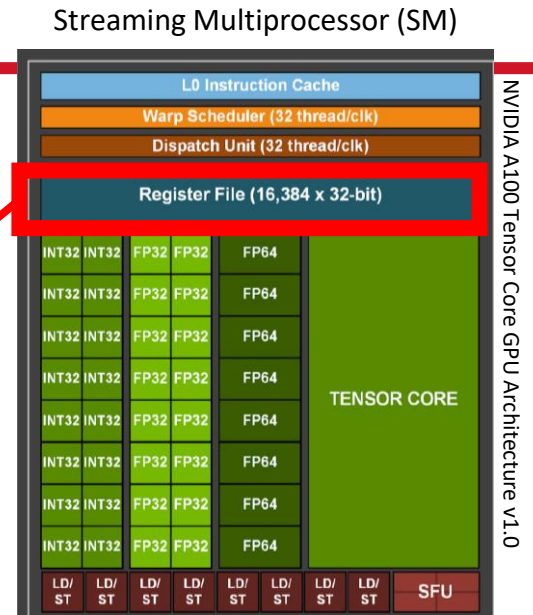 Streaming Multiprocessor (SM)
L0 Instruction Cache
Warp Scheduler (32 thread/clk)
Dispatch Unit (32 thread/clk)
Register File (16,384 x 32-bit)
INT32 INT32 FP32 FP32 FP64
INT32 INT32 FP32 FP32 FP64
INT32 INT32 FP32 FP32 FP64
INT32 INT32 FP32 FP32 FP64
TENSOR CORE
INT32 INT32 FP32 FP32 FP64
INT32 INT32 FP32 FP32 FP64
INT32 INT32 FP32 FP32 FP64
INT32 INT32 FP32 FP32 FP64
LD/ LD/ LD/ LD/ LD/ LD/ LD/ LD/ SFU
ST ST ST ST ST ST ST ST
NVIDIA A100 Tensor Core GPU Architecture v1.0